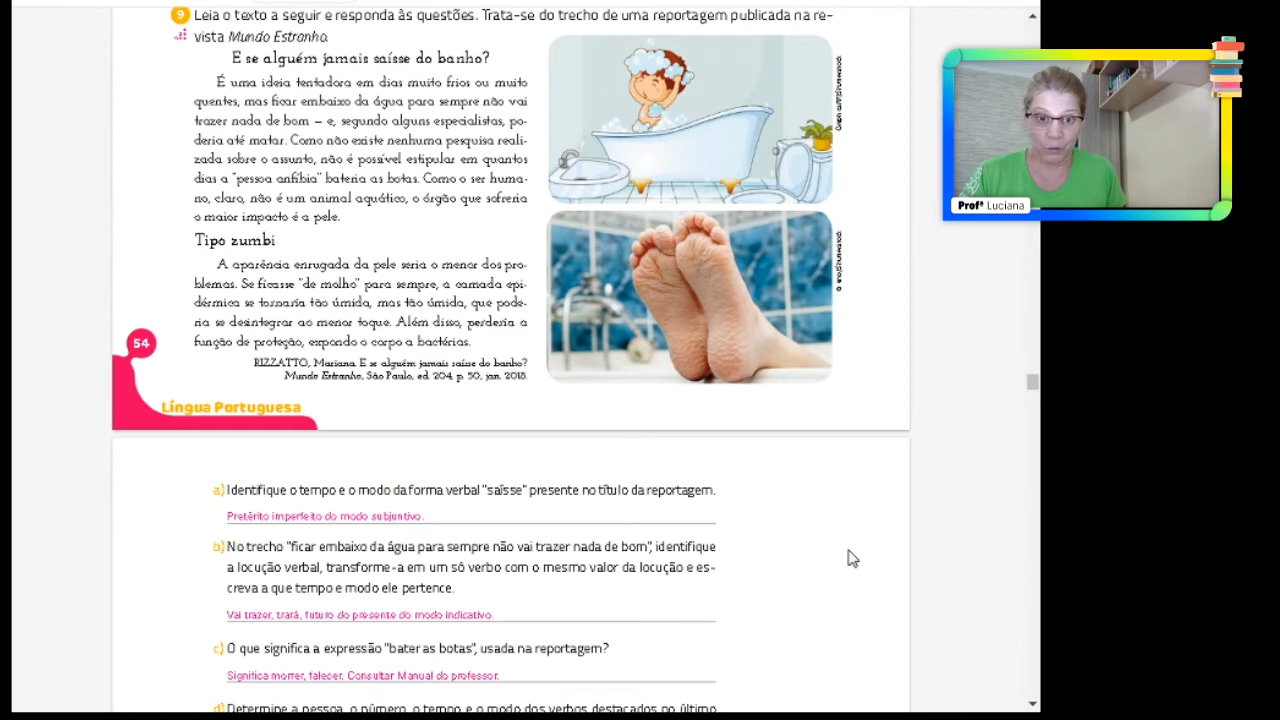 9 Leia o texto a seguir e responda às questões. Trata-se do trecho de uma reportagem publicada na re-
vista Mundo Estranho.
E se alguém jamais saísse do banho?
É uma ideia tentadora em dias muito frios ou muito
quentes, mas ficar embaixo da água para sempre não vai
trazer nada de bom – e, segundo alguns especialistas, po-
deria até matar. Como não existe nenhuma pesquisa reali-
zada sobre o assunto, não é possível estipular em quantos
dias a "pessoa anfíbia" bateria as botas. Como o ser huma-
no, claro, não é um animal aquático, o órgão que sofreria
o maior impacto é a pele.
Tipo zumbi
A aparência enrugada da pele seria o menor dos pro-
blemas. Se ficasse "de molho" para sempre, a camada epi-
dérmica se tornaria tão úmida, mas tão úmida, que pode-
ria se desintegrar ao menor toque. Além disso, perderia a
função de proteção, expondo o corpo a bactérias.
RIZZATTO, Mariana. E se alguém jamais saísse do banho?
Mundo Estranho, São Paulo, ed. 204, p. 50, jan. 2018.
54
Língua Portuguesa
a) Identifique o tempo e o modo da forma verbal "saísse" presente no título da reportagem.
Pretérito imperfeito do modo subjuntivo.
b) No trecho "ficar embaixo da água para sempre não vai trazer nada de bom", identifique
a locução verbal, transforme-a em um só verbo com o mesmo valor da locução e es-
creva a que tempo e modo ele pertence.
Vai trazer, trará, futuro do presente do modo indicativo.
c) O que significa a expressão "bater as botas", usada na reportagem?
Significa morrer, falecer. Consultar Manual do professor.
d) Determine a pessoa, o número, o tempo e o modo dos verbos destacados no último
Profª Luciana